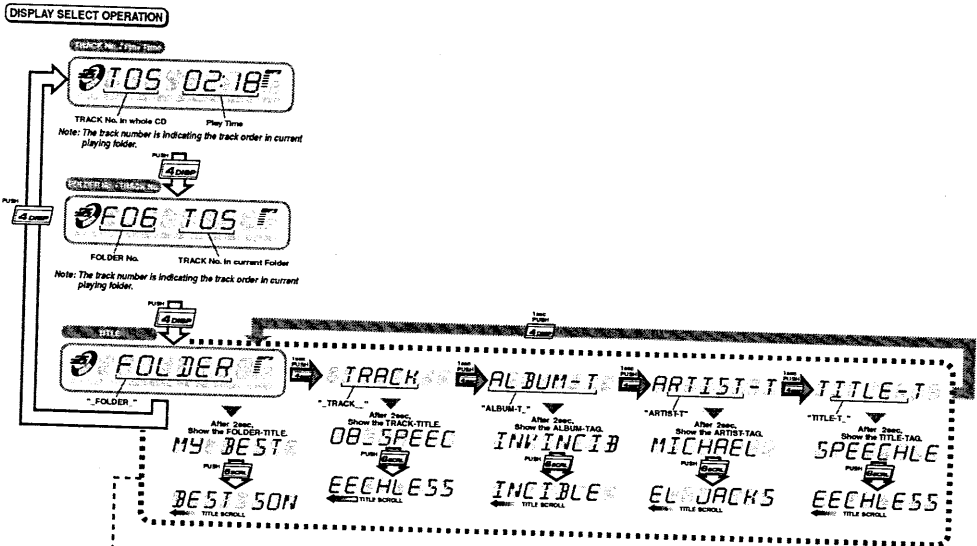 DISPLAY SELECT OPERATION
TRACK No. / Play Time
T05 02:18
TRACK No. in whole CD
Play Time
Note: The track number is indicating the track order in current
playing folder.
PUSH
4 DISP
PUSH
4 DISP
FOLDER No. / TRACK No.
F06 T05
FOLDER No.
TRACK No. in current Folder
Note: The track number is indicating the track order in current
playing folder.
PUSH
4 DISP
1sec
PUSH
4 DISP
TITLE
FOLDER
1sec
PUSH
TRACK
1sec
PUSH
ALBUM-T
1sec
PUSH
ARTIST-T
1sec
PUSH
TITLE-T
"_FOLDER_"
"_TRACK__"
"ALBUM-T_"
"ARTIST-T"
"TITLE-T_"
After 2sec,
Show the FOLDER-TITLE.
MY BEST
PUSH
6 SCRL
BEST SON
TITLE SCROLL
After 2sec,
Show the TRACK-TITLE.
08_SPEEC
EECHLESS
TITLE SCROLL
After 2sec,
Show the ALBUM-TAG.
INVINCIB
PUSH
6 SCRL
INCIBLE
TITLE SCROLL
After 2sec,
Show the ARTIST-TAG.
MICHAEL
PUSH
6 SCRL
EL JACKS
TITLE SCROLL
After 2sec,
Show the TITLE-TAG.
SPEECHLE
PUSH
6 SCRL
EECHLESS
TITLE SCROLL